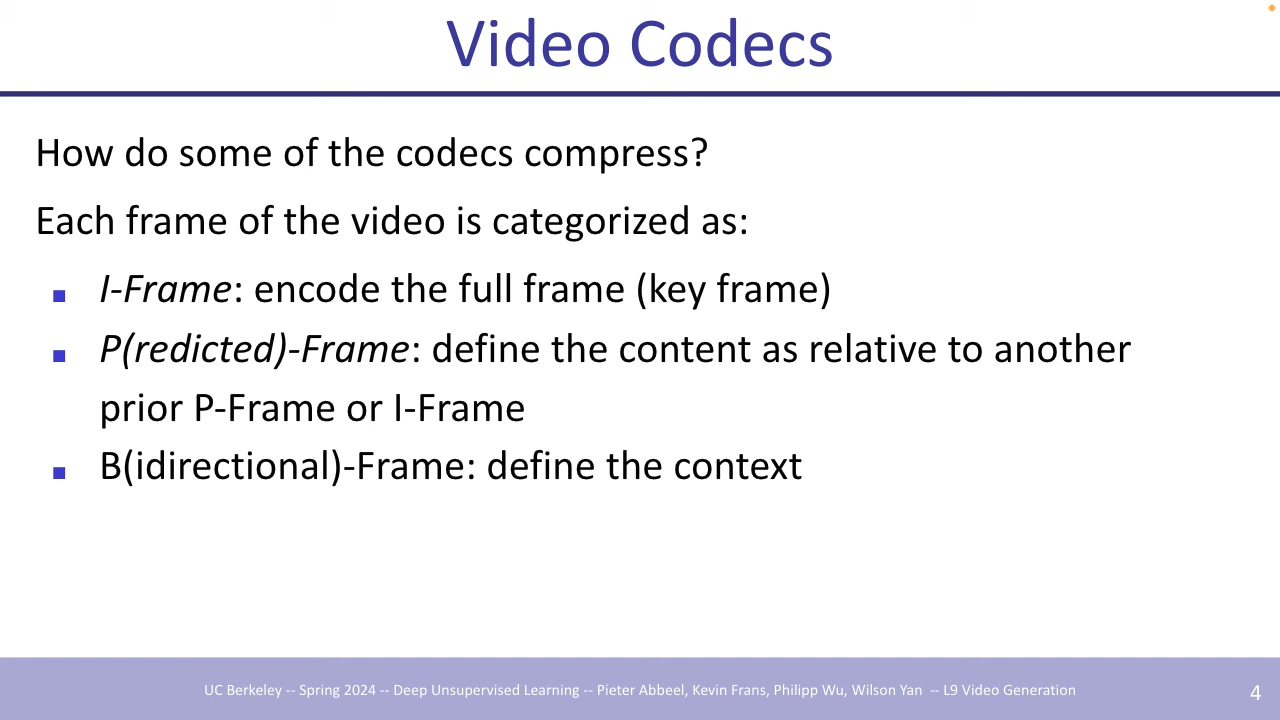 Video Codecs
How do some of the codecs compress?
Each frame of the video is categorized as:
I-Frame: encode the full frame (key frame)
P(redicted)-Frame: define the content as relative to another
prior P-Frame or I-Frame
B(idirectional)-Frame: define the context
UC Berkeley -- Spring 2024 -- Deep Unsupervised Learning -- Pieter Abbeel, Kevin Frans, Philipp Wu, Wilson Yan -- L9 Video Generation
4